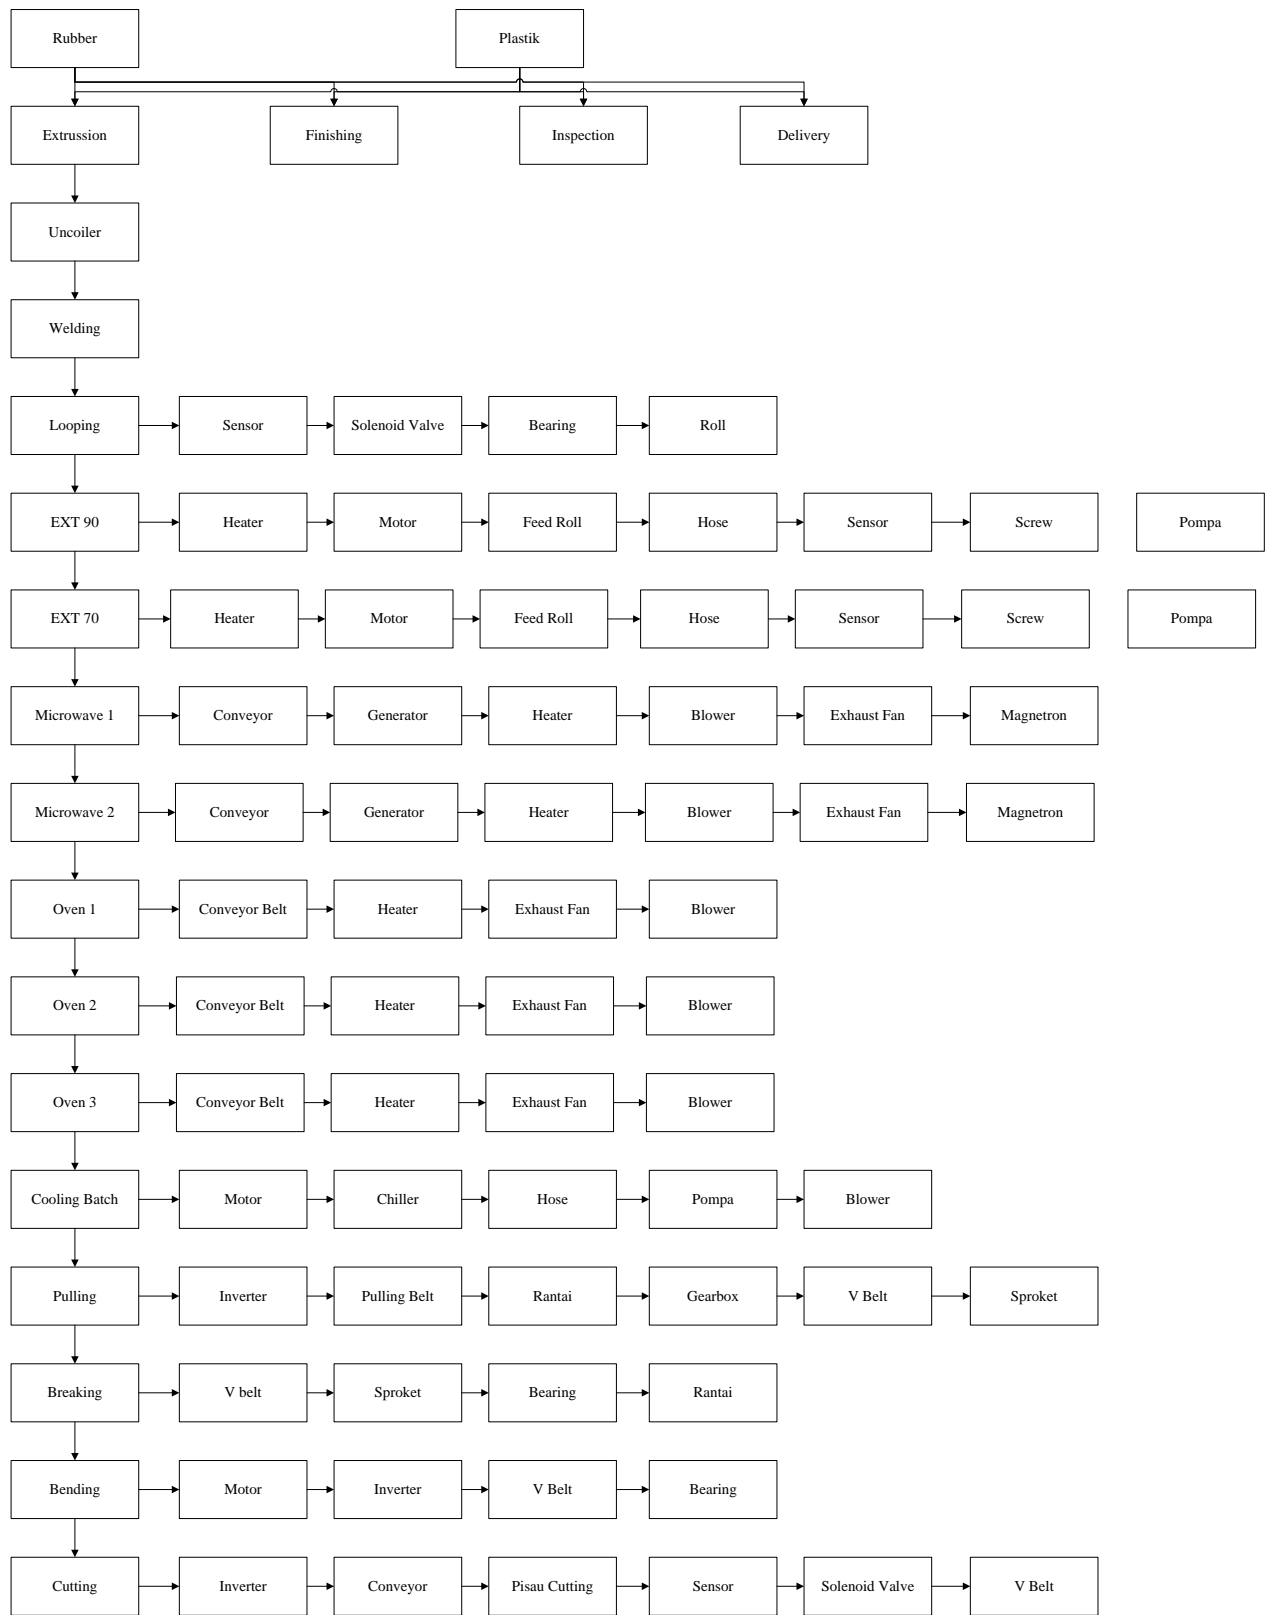 Rubber
Plastik
Extrussion
Finishing
Inspection
Delivery
Uncoiler
Welding
Looping
Sensor
Solenoid Valve
Bearing
Roll
EXT 90
Heater
Motor
Feed Roll
Hose
Sensor
Screw
Pompa
EXT 70
Heater
Motor
Feed Roll
Hose
Sensor
Screw
Pompa
Microwave 1
Conveyor
Generator
Heater
Blower
Exhaust Fan
Magnetron
Microwave 2
Conveyor
Generator
Heater
Blower
Exhaust Fan
Magnetron
Oven 1
Conveyor Belt
Heater
Exhaust Fan
Blower
Oven 2
Conveyor Belt
Heater
Exhaust Fan
Blower
Oven 3
Conveyor Belt
Heater
Exhaust Fan
Blower
Cooling Batch
Motor
Chiller
Hose
Pompa
Blower
Pulling
Inverter
Pulling Belt
Rantai
Gearbox
V Belt
Sproket
Breaking
V belt
Sproket
Bearing
Rantai
Bending
Motor
Inverter
V Belt
Bearing
Cutting
Inverter
Conveyor
Pisau Cutting
Sensor
Solenoid Valve
V Belt